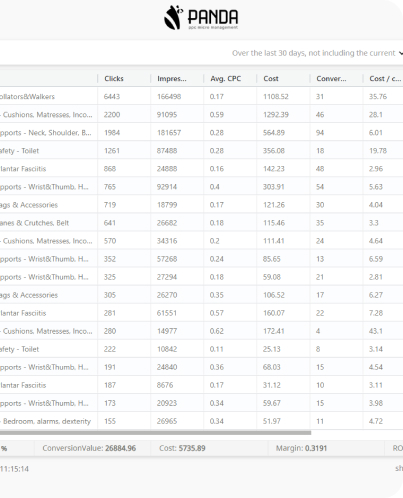 PANDA
ppc micro management
Over the last 30 days, not including the current
Clicks Impres... Avg. CPC Cost Conver... Cost / c...
ollators&Walkers 6443 166498 0.17 1108.52 31 35.76
- Cushions, Matresses, Inco... 2200 91095 0.59 1292.39 46 28.1
pports - Neck, Shoulder, B... 1984 181657 0.28 564.89 94 6.01
afety - Toilet 1261 87488 0.28 356.08 18 19.78
lantar Fasciitis 868 24888 0.16 142.23 48 2.96
pports - Wrist&Thumb, H... 765 92914 0.4 303.91 54 5.63
ags & Accessories 719 18799 0.17 121.26 30 4.04
anes & Crutches, Belt 641 26682 0.18 115.46 35 3.3
- Cushions, Matresses, Inco... 570 34316 0.2 111.41 24 4.64
pports - Wrist&Thumb, H... 352 57268 0.24 85.65 13 6.59
pports - Wrist&Thumb, H... 325 27294 0.18 59.08 21 2.81
ags & Accessories 305 26270 0.35 106.52 17 6.27
lantar Fasciitis 281 61551 0.57 160.07 22 7.28
- Cushions, Matresses, Inco... 280 14977 0.62 172.41 4 43.1
afety - Toilet 222 10842 0.11 25.13 8 3.14
pports - Wrist&Thumb, H... 191 24840 0.36 68.03 15 4.54
lantar Fasciitis 187 8676 0.17 31.12 10 3.11
pports - Wrist&Thumb, H... 173 20923 0.34 59.67 15 3.98
- Bedroom, alarms, dexterity 155 26965 0.34 51.97 11 4.72
% ConversionValue: 26884.96 Cost: 5735.89 Margin: 0.3191 RO
11:15:14 sh